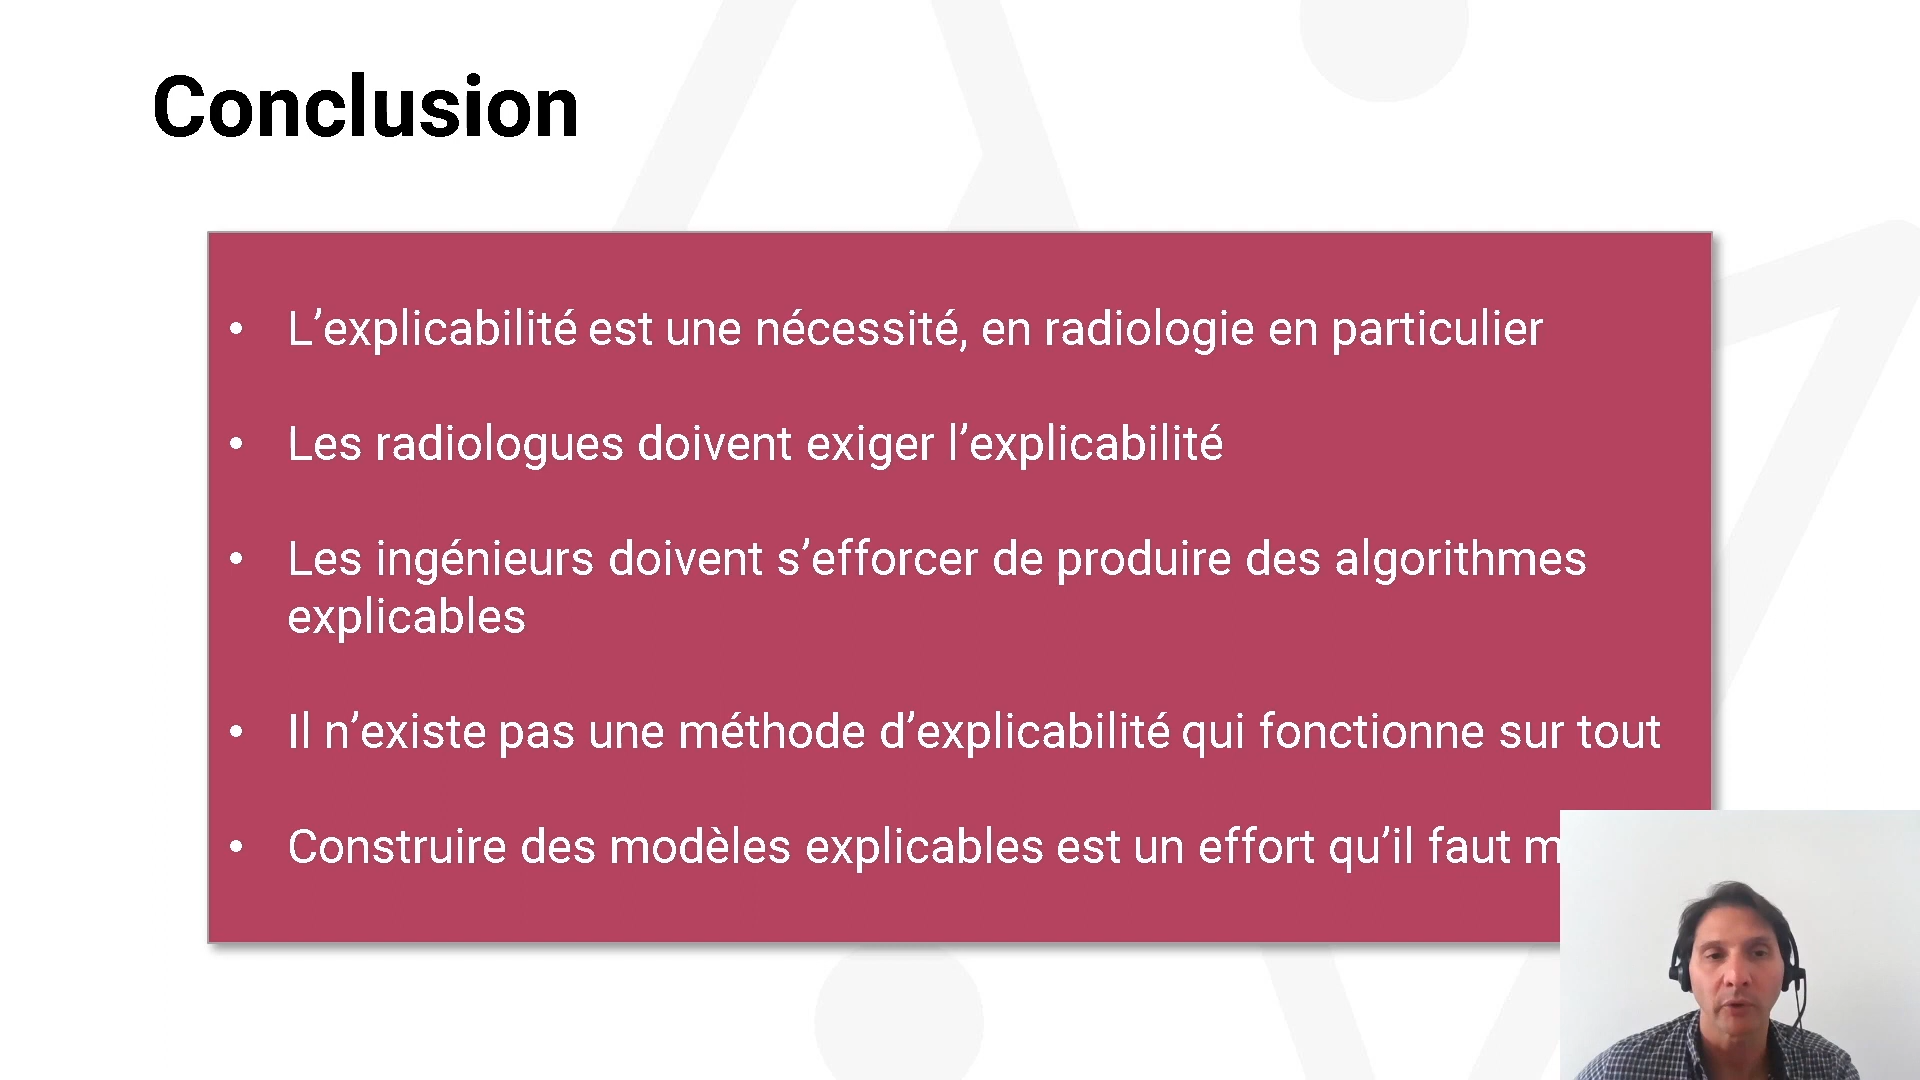 Conclusion
• L’explicabilité est une nécessité, en radiologie en particulier
• Les radiologues doivent exiger l’explicabilité
• Les ingénieurs doivent s’efforcer de produire des algorithmes
explicables
• Il n’existe pas une méthode d’explicabilité qui fonctionne sur tout
• Construire des modèles explicables est un effort qu’il faut